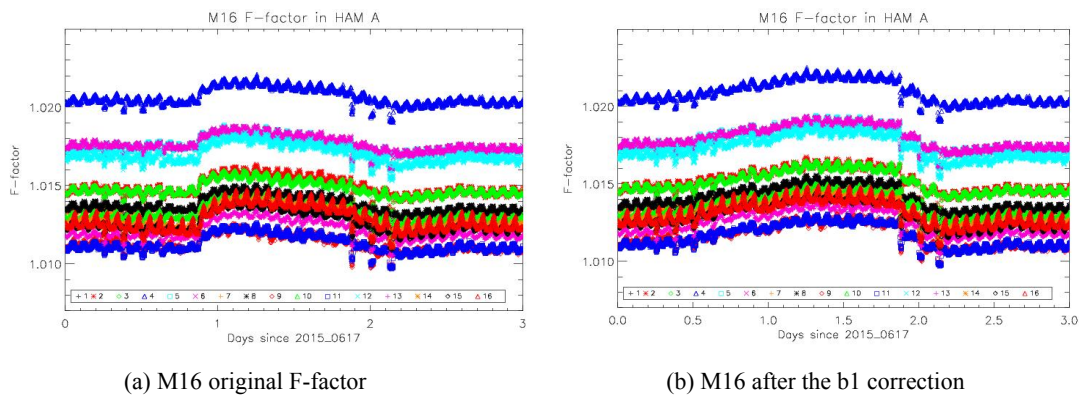 M16 F-factor in HAM A
F-factor
1.020
1.015
1.010
1 2 3 4 5 6 7 8 9 10 11 12 13 14 15 16
0 1 2 3
Days since 2015_0617
(a) M16 original F-factor
M16 F-factor in HAM A
F-factor
1.020
1.015
1.010
1 2 3 4 5 6 7 8 9 10 11 12 13 14 15 16
0.0 0.5 1.0 1.5 2.0 2.5 3.0
Days since 2015_0617
(b) M16 after the b1 correction